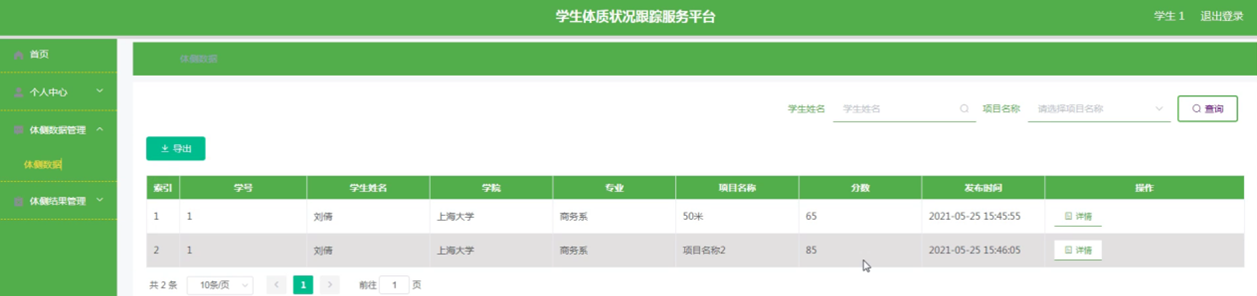 学生体质状况跟踪服务平台
学生 1 退出登录
首页
个人中心
体侧数据管理
体侧数据
体侧结果管理
体侧数据
学生姓名 学生姓名 项目名称 请选择项目名称 查询
导出
索引 学号 学生姓名 学院 专业 项目名称 分数 发布时间 操作
1 1 刘倩 上海大学 商务系 50米 65 2021-05-25 15:45:55 详情
2 1 刘倩 上海大学 商务系 项目名称2 85 2021-05-25 15:46:05 详情
共 2 条 10条/页 1 前往 1 页